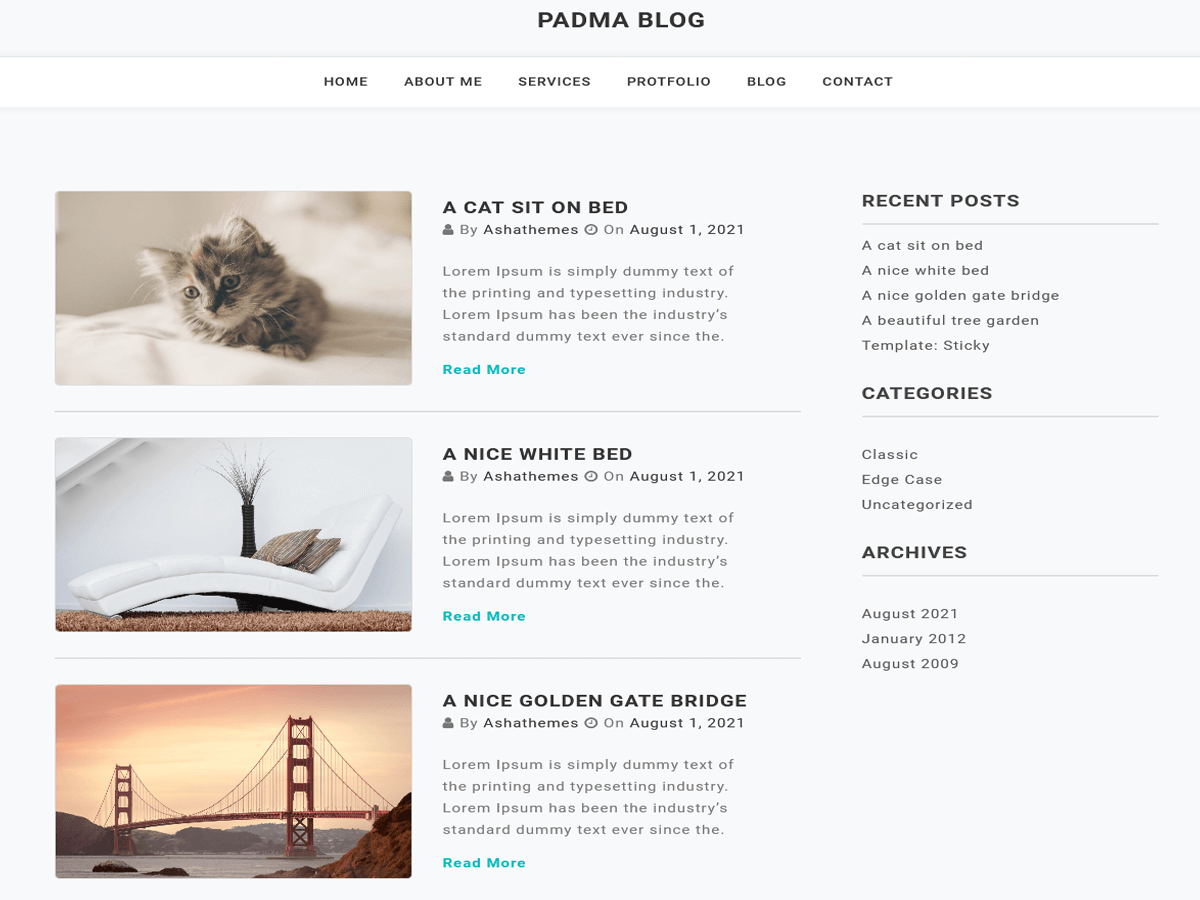 PADMA BLOG
HOME ABOUT ME SERVICES PROTFOLIO BLOG CONTACT
A CAT SIT ON BED
By Ashathemes On August 1, 2021
Lorem Ipsum is simply dummy text of
the printing and typesetting industry.
Lorem Ipsum has been the industry’s
standard dummy text ever since the.
Read More
A NICE WHITE BED
By Ashathemes On August 1, 2021
Lorem Ipsum is simply dummy text of
the printing and typesetting industry.
Lorem Ipsum has been the industry’s
standard dummy text ever since the.
Read More
A NICE GOLDEN GATE BRIDGE
By Ashathemes On August 1, 2021
Lorem Ipsum is simply dummy text of
the printing and typesetting industry.
Lorem Ipsum has been the industry’s
standard dummy text ever since the.
Read More
RECENT POSTS
A cat sit on bed
A nice white bed
A nice golden gate bridge
A beautiful tree garden
Template: Sticky
CATEGORIES
Classic
Edge Case
Uncategorized
ARCHIVES
August 2021
January 2012
August 2009